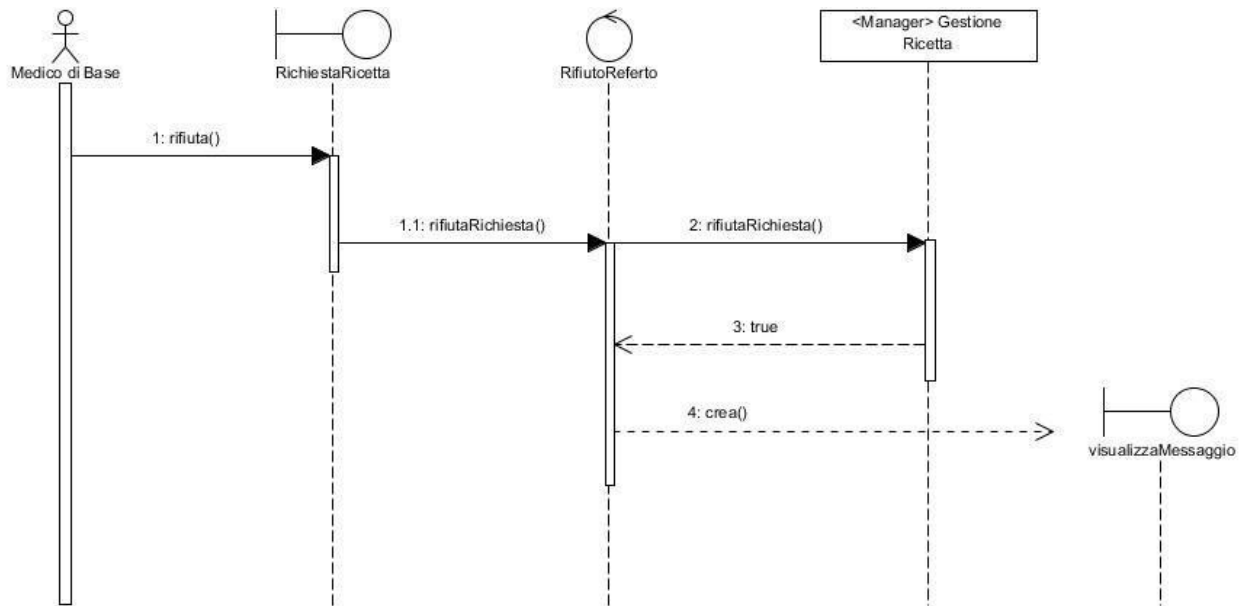 <Manager> Gestione
Ricetta
Medico di Base
RichiestaRicetta
RifiutoReferto
1: rifiuta()
1.1: rifiutaRichiesta()
2: rifiutaRichiesta()
3: true
4: crea()
visualizzaMessaggio